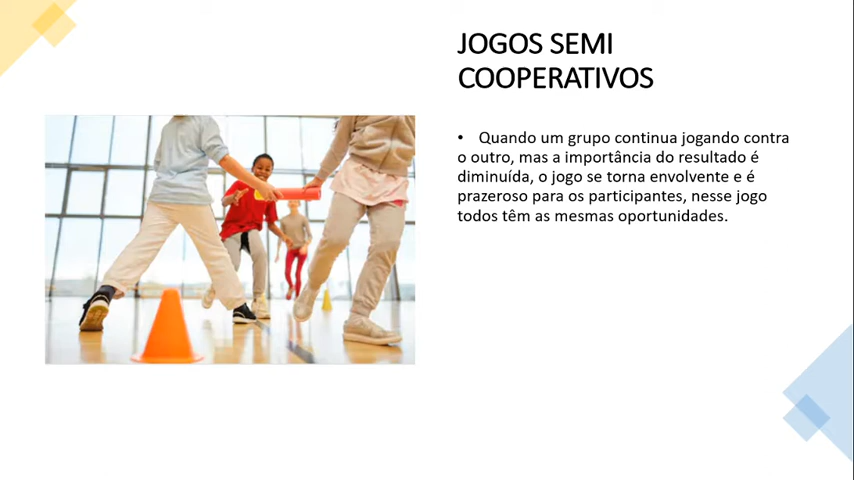 JOGOS SEMI
COOPERATIVOS
• Quando um grupo continua jogando contra
o outro, mas a importância do resultado é
diminuída, o jogo se torna envolvente e é
prazeroso para os participantes, nesse jogo
todos têm as mesmas oportunidades.